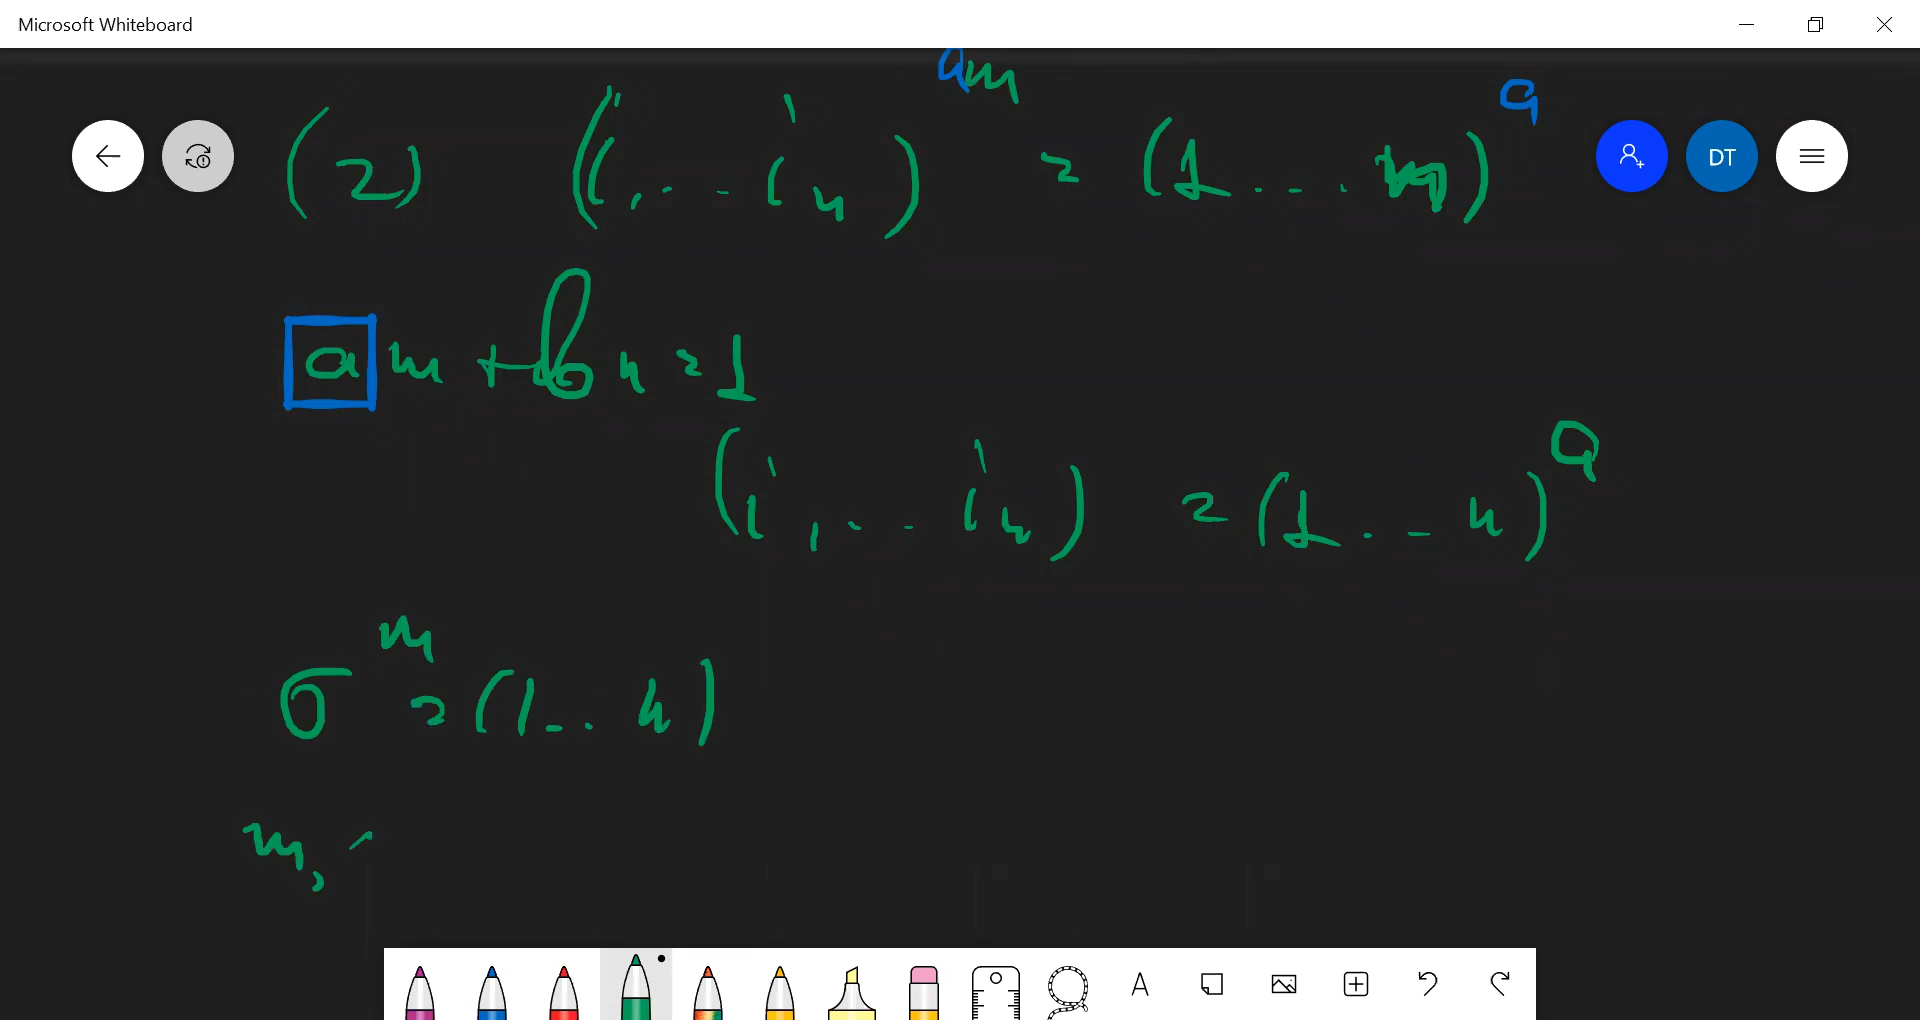 Microsoft Whiteboard
(2) (i₁ ... iₙ)^am = (1 ... n)^a
DT
am + bn = 1
(i₁ ... iₙ) = (1 ... n)^a
σ^m = (1 ... n)
m,
A